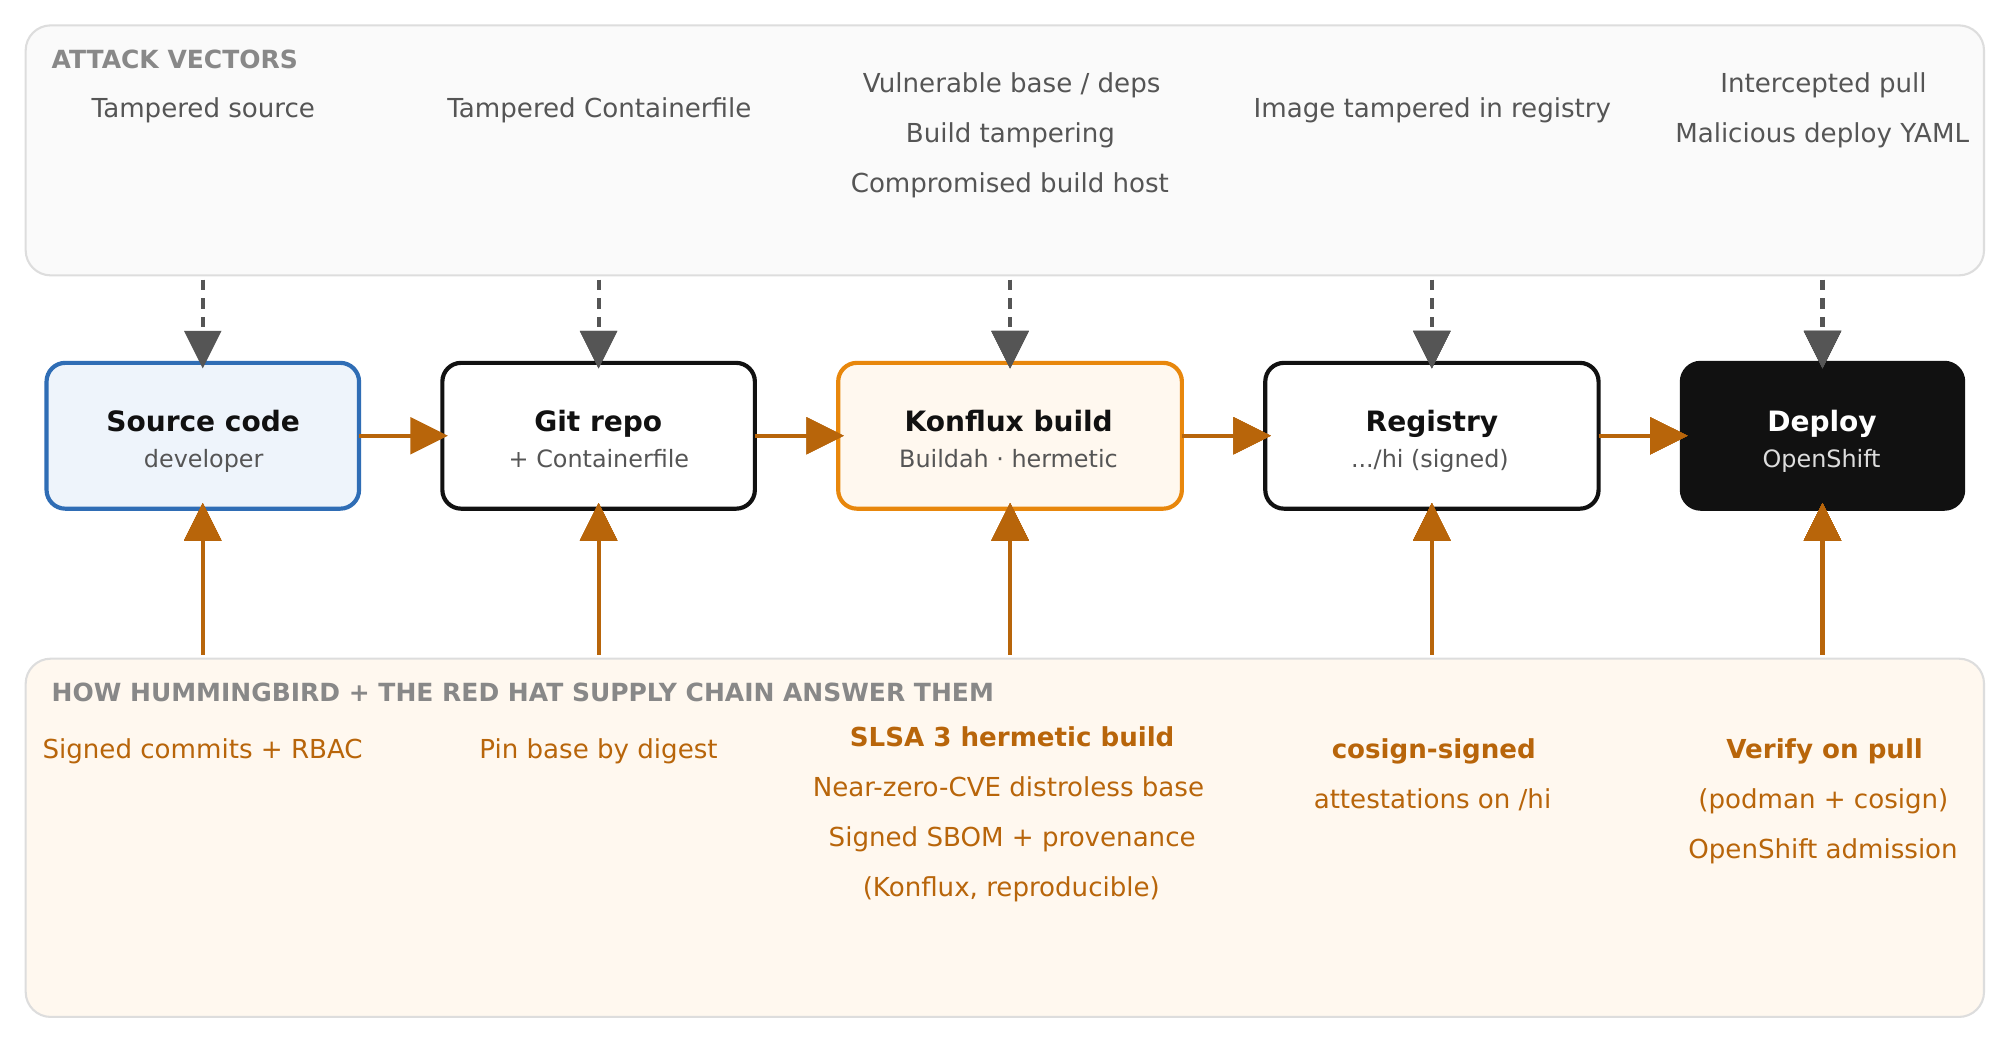 ATTACK VECTORS
Tampered source
Tampered Containerfile
Vulnerable base / deps
Build tampering
Compromised build host
Image tampered in registry
Intercepted pull
Malicious deploy YAML
Source code
developer
Git repo
+ Containerfile
Konflux build
Buildah · hermetic
Registry
.../hi (signed)
Deploy
OpenShift
HOW HUMMINGBIRD + THE RED HAT SUPPLY CHAIN ANSWER THEM
Signed commits + RBAC
Pin base by digest
SLSA 3 hermetic build
Near-zero-CVE distroless base
Signed SBOM + provenance
(Konflux, reproducible)
cosign-signed
attestations on /hi
Verify on pull
(podman + cosign)
OpenShift admission